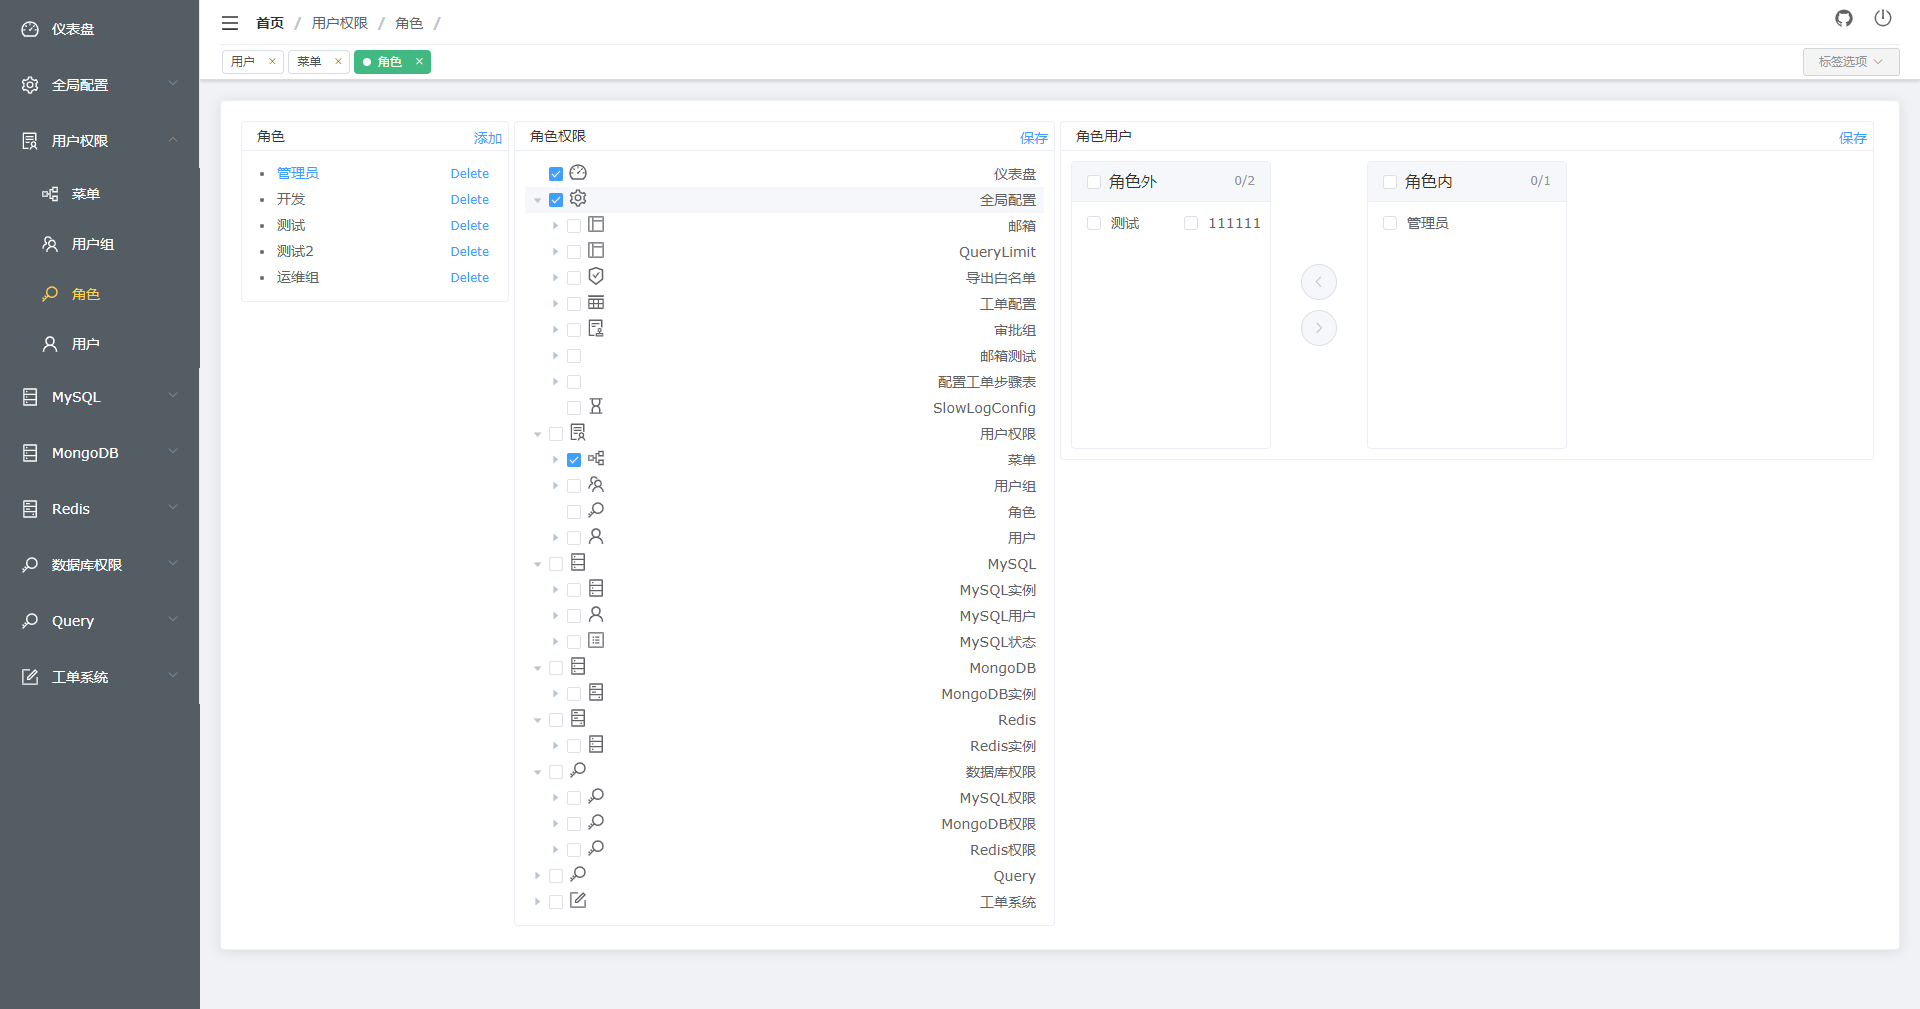 仪表盘
全局配置
用户权限
菜单
用户组
角色
用户
MySQL
MongoDB
Redis
数据库权限
Query
工单系统
首页 / 用户权限 / 角色 /
用户 × 菜单 × 角色 × 标签选项
角色 添加
管理员 Delete
开发 Delete
测试 Delete
测试2 Delete
运维组 Delete
角色权限 保存
仪表盘
全局配置
邮箱
QueryLimit
导出白名单
工单配置
审批组
邮箱测试
配置工单步骤表
SlowLogConfig
用户权限
菜单
用户组
角色
用户
MySQL
MySQL实例
MySQL用户
MySQL状态
MongoDB
MongoDB实例
Redis
Redis实例
数据库权限
MySQL权限
MongoDB权限
Redis权限
Query
工单系统
角色用户 保存
角色外 0/2
测试 111111
角色内 0/1
管理员